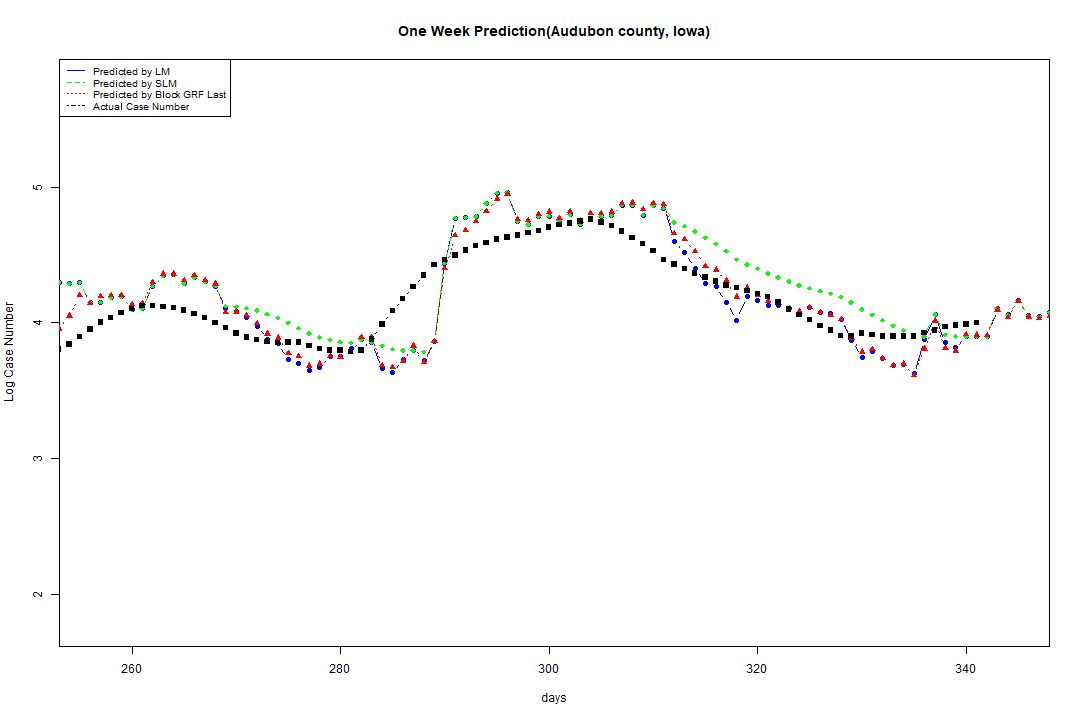 One Week Prediction(Audubon county, Iowa)
Predicted by LM
Predicted by SLM
Predicted by Block GRF Last
Actual Case Number
Log Case Number
5
4
3
2
260 280 300 320 340
days